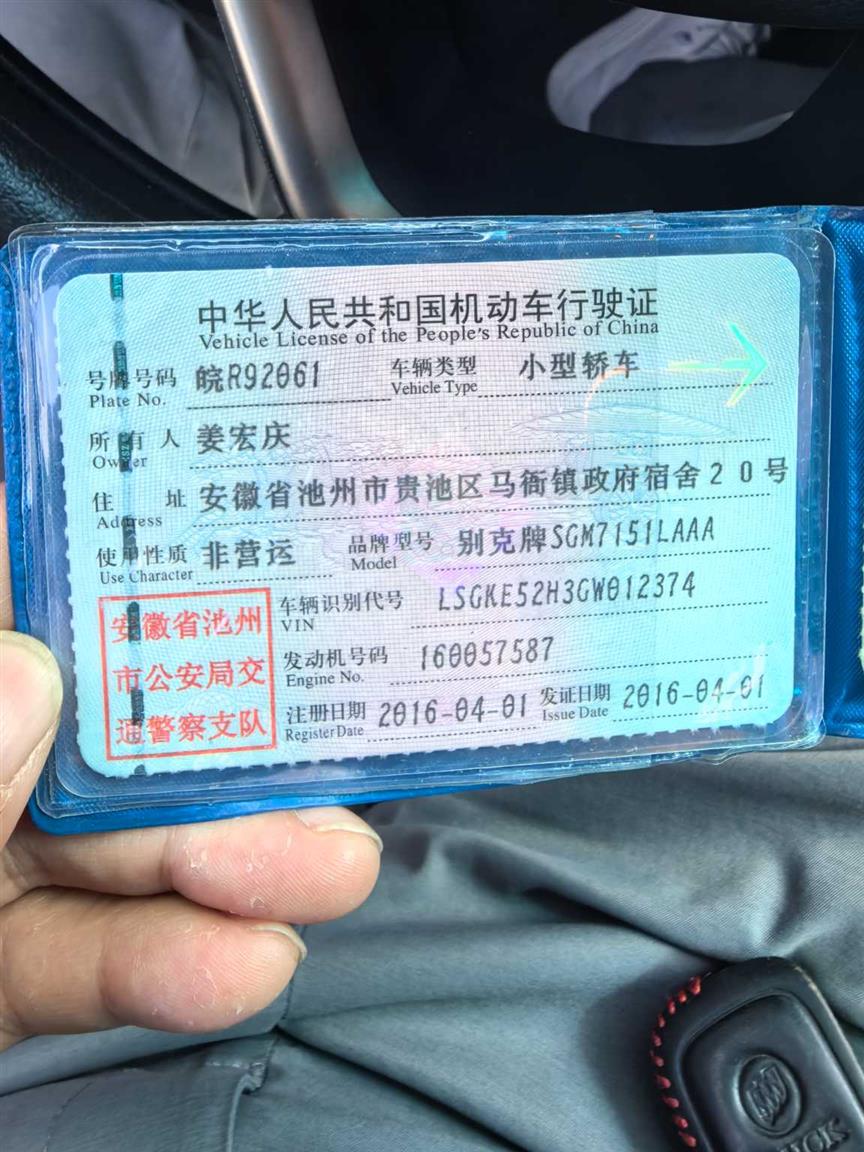 中华人民共和国机动车行驶证
Vehicle License of the People's Republic of China
号牌号码 皖R92061 车辆类型 小型轿车
Plate No. Vehicle Type
所有人 姜宏庆
Owner
住址 安徽省池州市贵池区马衙镇政府宿舍20号
Address
使用性质 非营运 品牌型号 别克牌SGM7151LAAA
Use Character Model
车辆识别代号 LSGKE52H3GW012374
VIN
发动机号码 160057587
Engine No.
注册日期 2016-04-01 发证日期 2016-04-01
Register Date Issue Date
安徽省池州
市公安局交
通警察支队